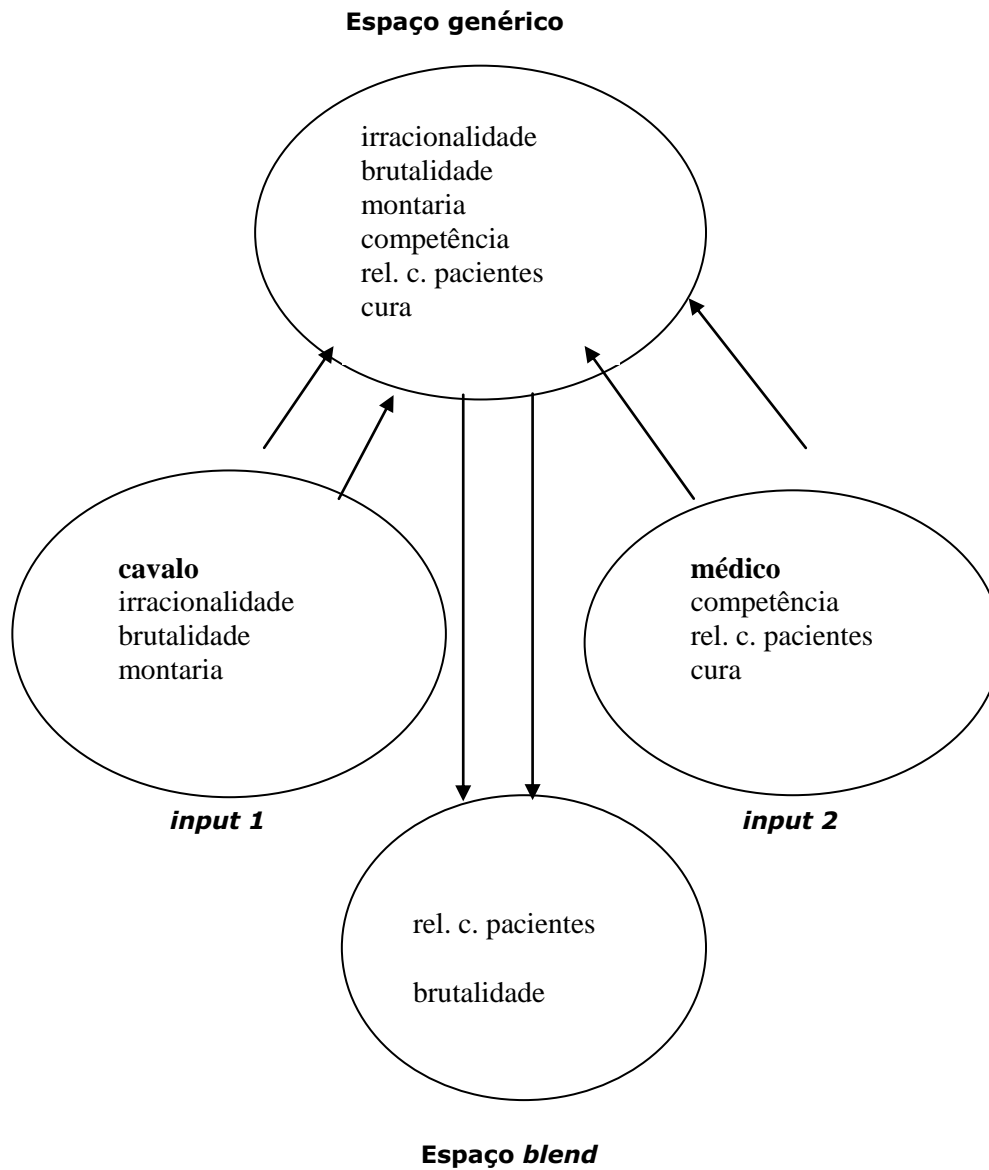 Espaço genérico
irracionalidade
brutalidade
montaria
competência
rel. c. pacientes
cura
cavalo
irracionalidade
brutalidade
montaria
input 1
médico
competência
rel. c. pacientes
cura
input 2
rel. c. pacientes
brutalidade
Espaço blend